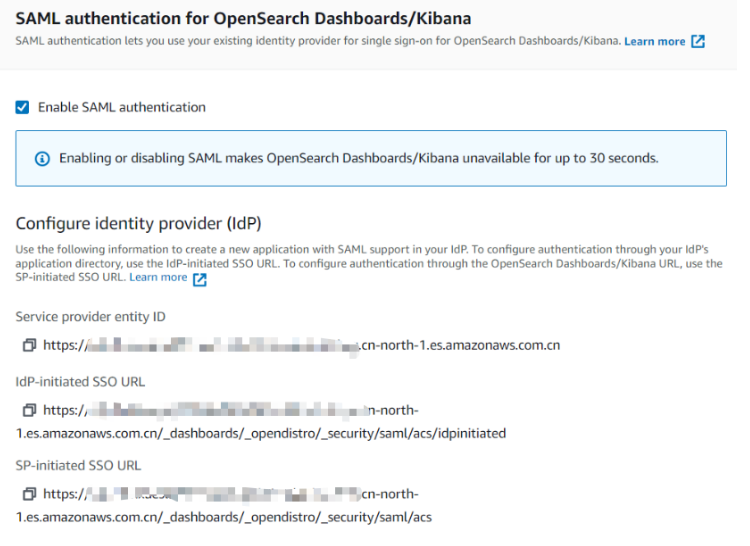 SAML authentication for OpenSearch Dashboards/Kibana
SAML authentication lets you use your existing identity provider for single sign-on for OpenSearch Dashboards/Kibana. Learn more
Enable SAML authentication
Enabling or disabling SAML makes OpenSearch Dashboards/Kibana unavailable for up to 30 seconds.
Configure identity provider (IdP)
Use the following information to create a new application with SAML support in your IdP. To configure authentication through your IdP's
application directory, use the IdP-initiated SSO URL. To configure authentication through the OpenSearch Dashboards/Kibana URL, use the
SP-initiated SSO URL. Learn more
Service provider entity ID
https:/ .cn-north-1.es.amazonaws.com.cn
IdP-initiated SSO URL
https:/ n-north-
1.es.amazonaws.com.cn/_dashboards/_opendistro/_security/saml/acs/idpinitiated
SP-initiated SSO URL
https:/ cn-north-
1.es.amazonaws.com.cn/_dashboards/_opendistro/_security/saml/acs